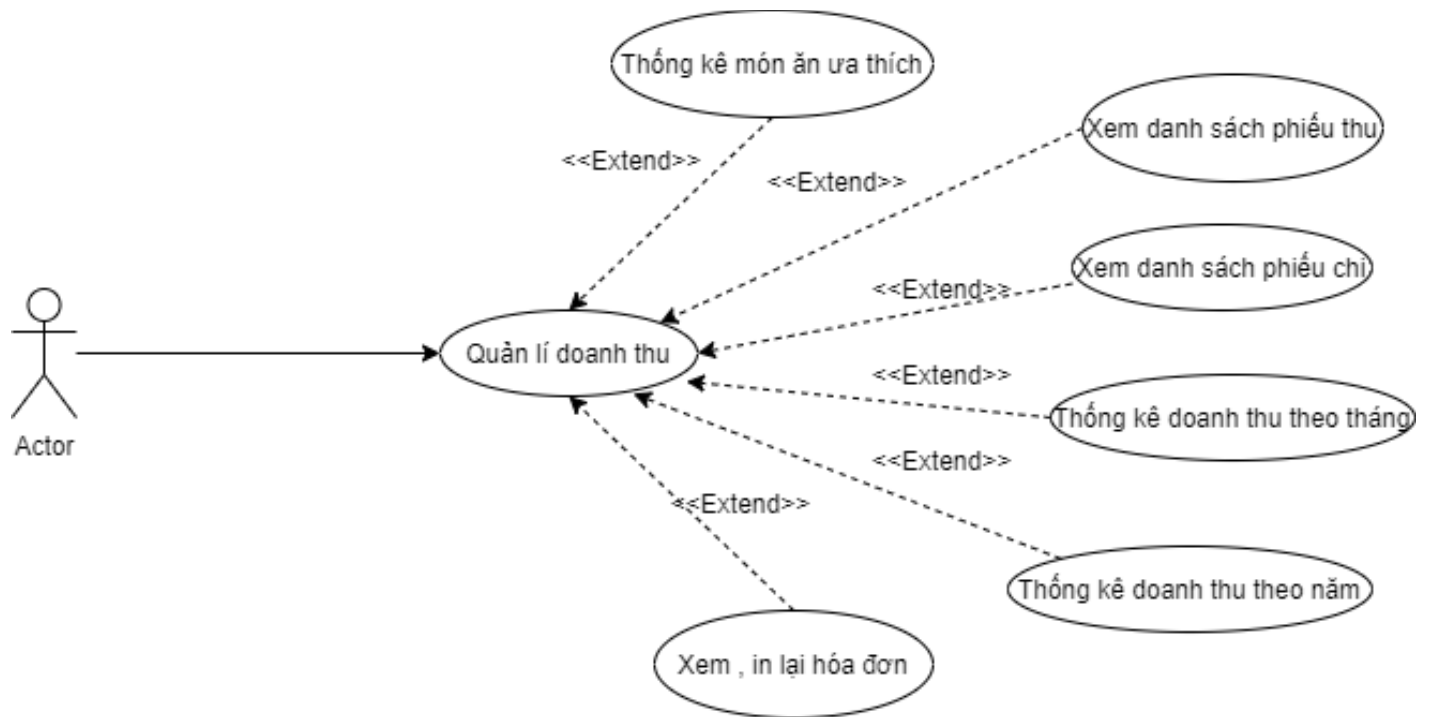 Thống kê món ăn ưa thích
Xem danh sách phiếu thu
<<Extend>>
<<Extend>>
Xem danh sách phiếu chi
<<Extend>>
Quản lí doanh thu
<<Extend>>
Thống kê doanh thu theo tháng
Actor
<<Extend>>
<<Extend>>
Thống kê doanh thu theo năm
Xem , in lại hóa đơn